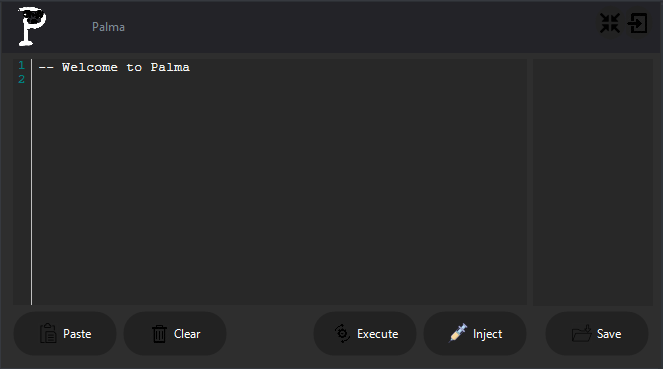 P
Palma
1 -- Welcome to Palma
2
Paste
Clear
Execute
Inject
Save